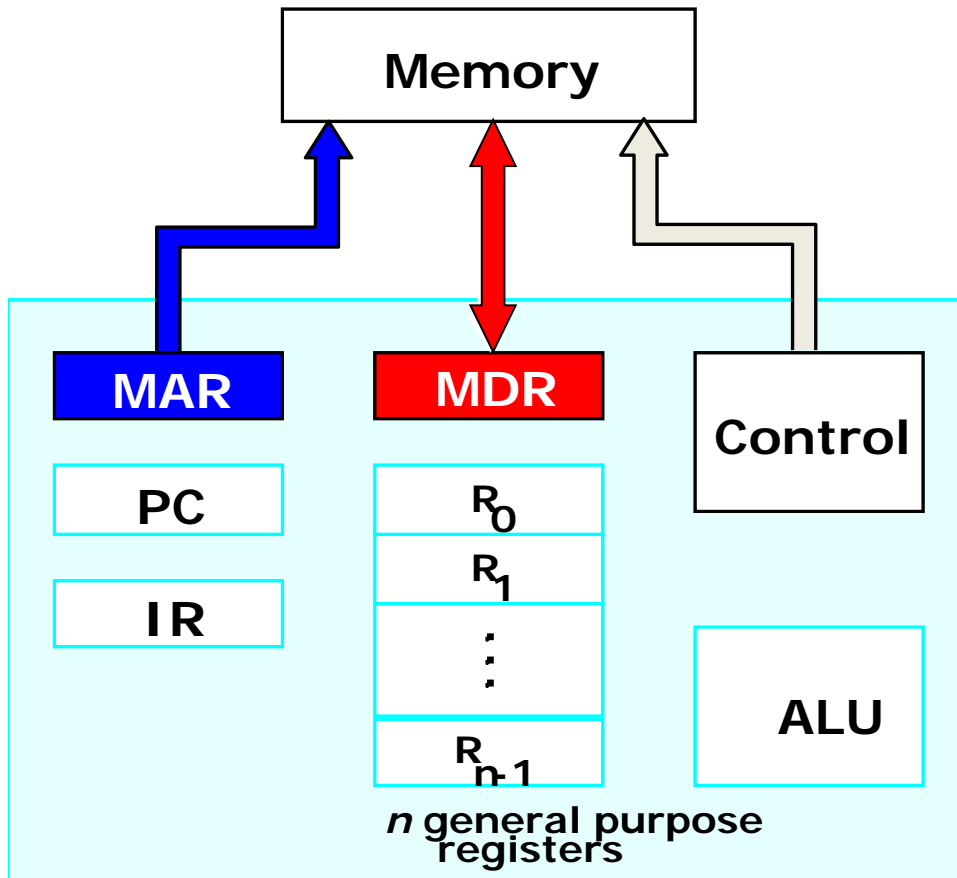 Memory
MAR
MDR
Control
PC
R0
R1
IR
ALU
Rn-1
n general purpose
registers